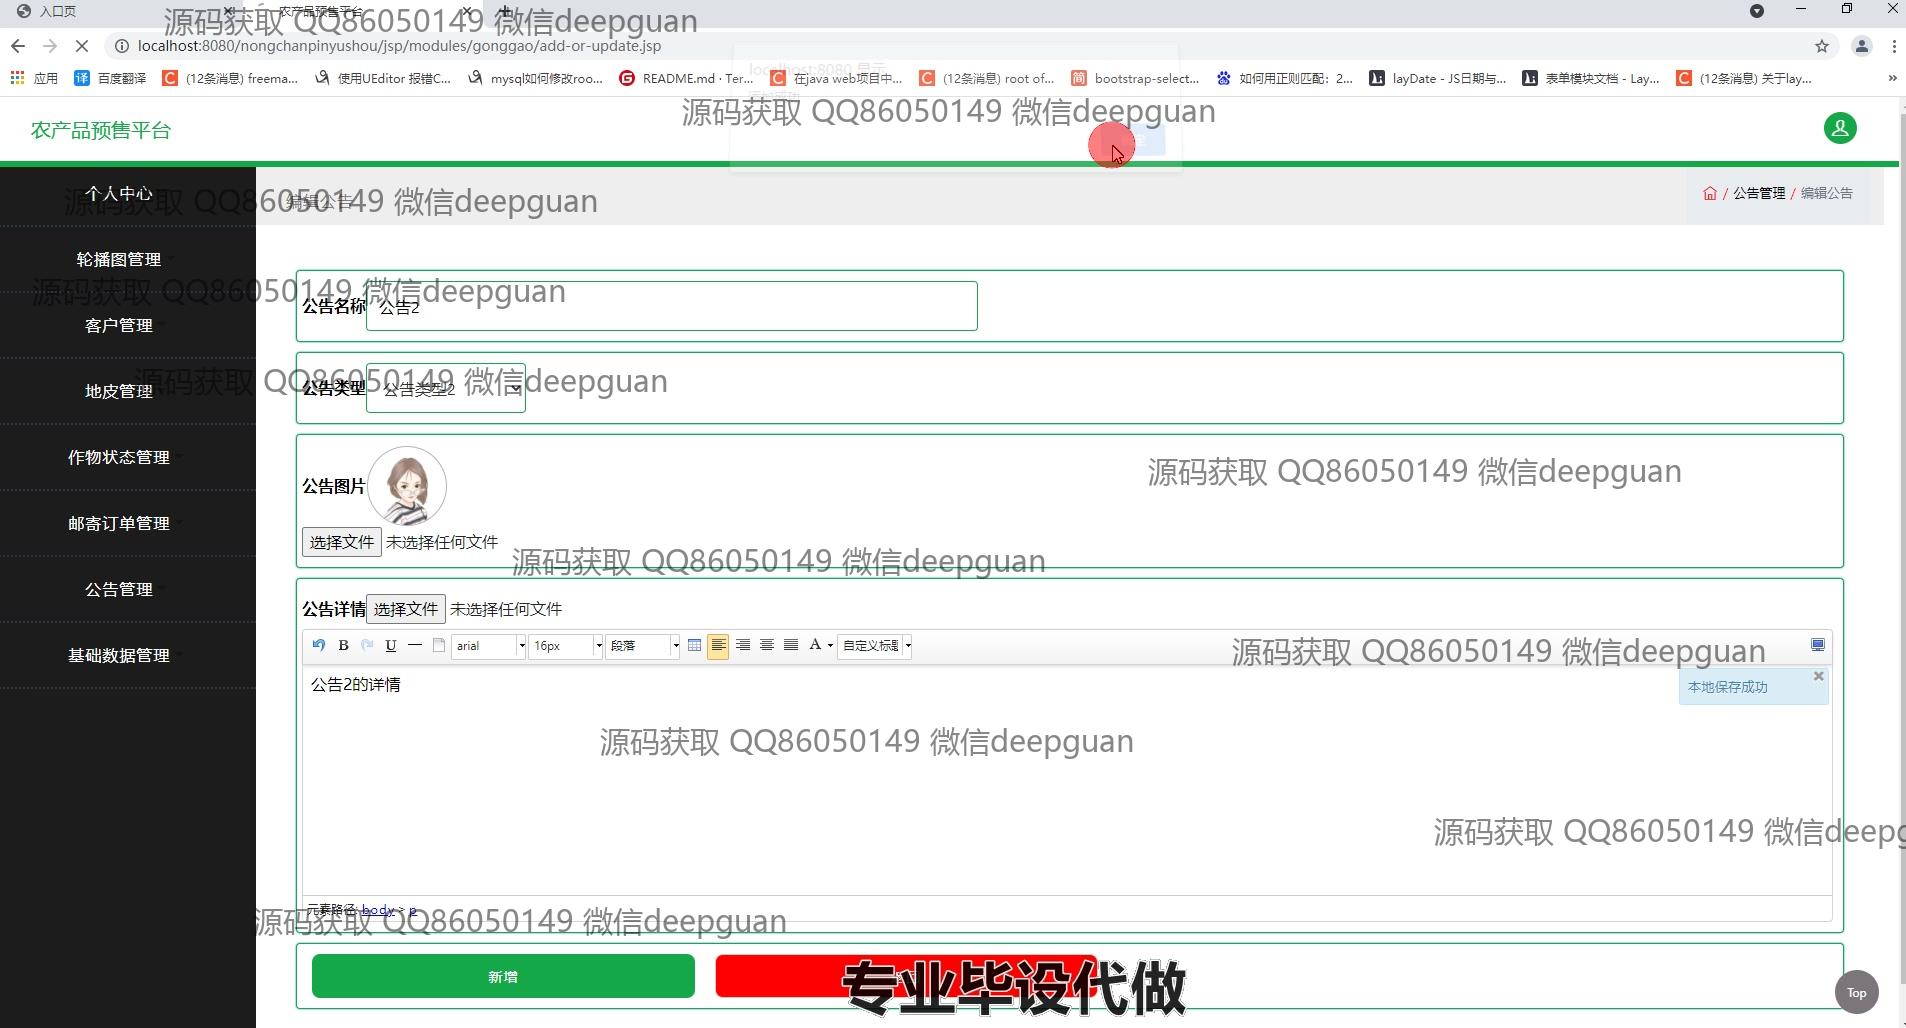 入口页
农产品预售平台
源码获取 QQ86050149 微信deepguan
localhost:8080/nongchanpinyushou/jsp/modules/gonggao/add-or-update.jsp
应用
百度翻译
(12条消息) freema...
使用UEditor 报错C...
mysql如何修改roo...
README.md · Ter...
在java web项目中...
(12条消息) root of...
bootstrap-select...
如何用正则匹配：2...
layDate - JS日期与...
表单模块文档 - Lay...
(12条消息) 关于lay...
»
localhost:8080 显示
源码获取 QQ86050149 微信deepguan
农产品预售平台
个人中心
源码获取 QQ86050149 微信deepguan
编辑公告
/ 公告管理 / 编辑公告
轮播图管理
源码获取 QQ86050149 微信deepguan
公告名称
公告2
客户管理
地皮管理
源码获取 QQ86050149 微信deepguan
公告类型
公告类型2
作物状态管理
源码获取 QQ86050149 微信deepguan
公告图片
邮寄订单管理
选择文件 未选择任何文件
源码获取 QQ86050149 微信deepguan
公告管理
公告详情
选择文件 未选择任何文件
基础数据管理
B U arial 16px 段落 A 自定义标题
源码获取 QQ86050149 微信deepguan
公告2的详情
本地保存成功
源码获取 QQ86050149 微信deepguan
源码获取 QQ86050149 微信deepg
元素路径: body > p
源码获取 QQ86050149 微信deepguan
新增
专业毕设代做
Top